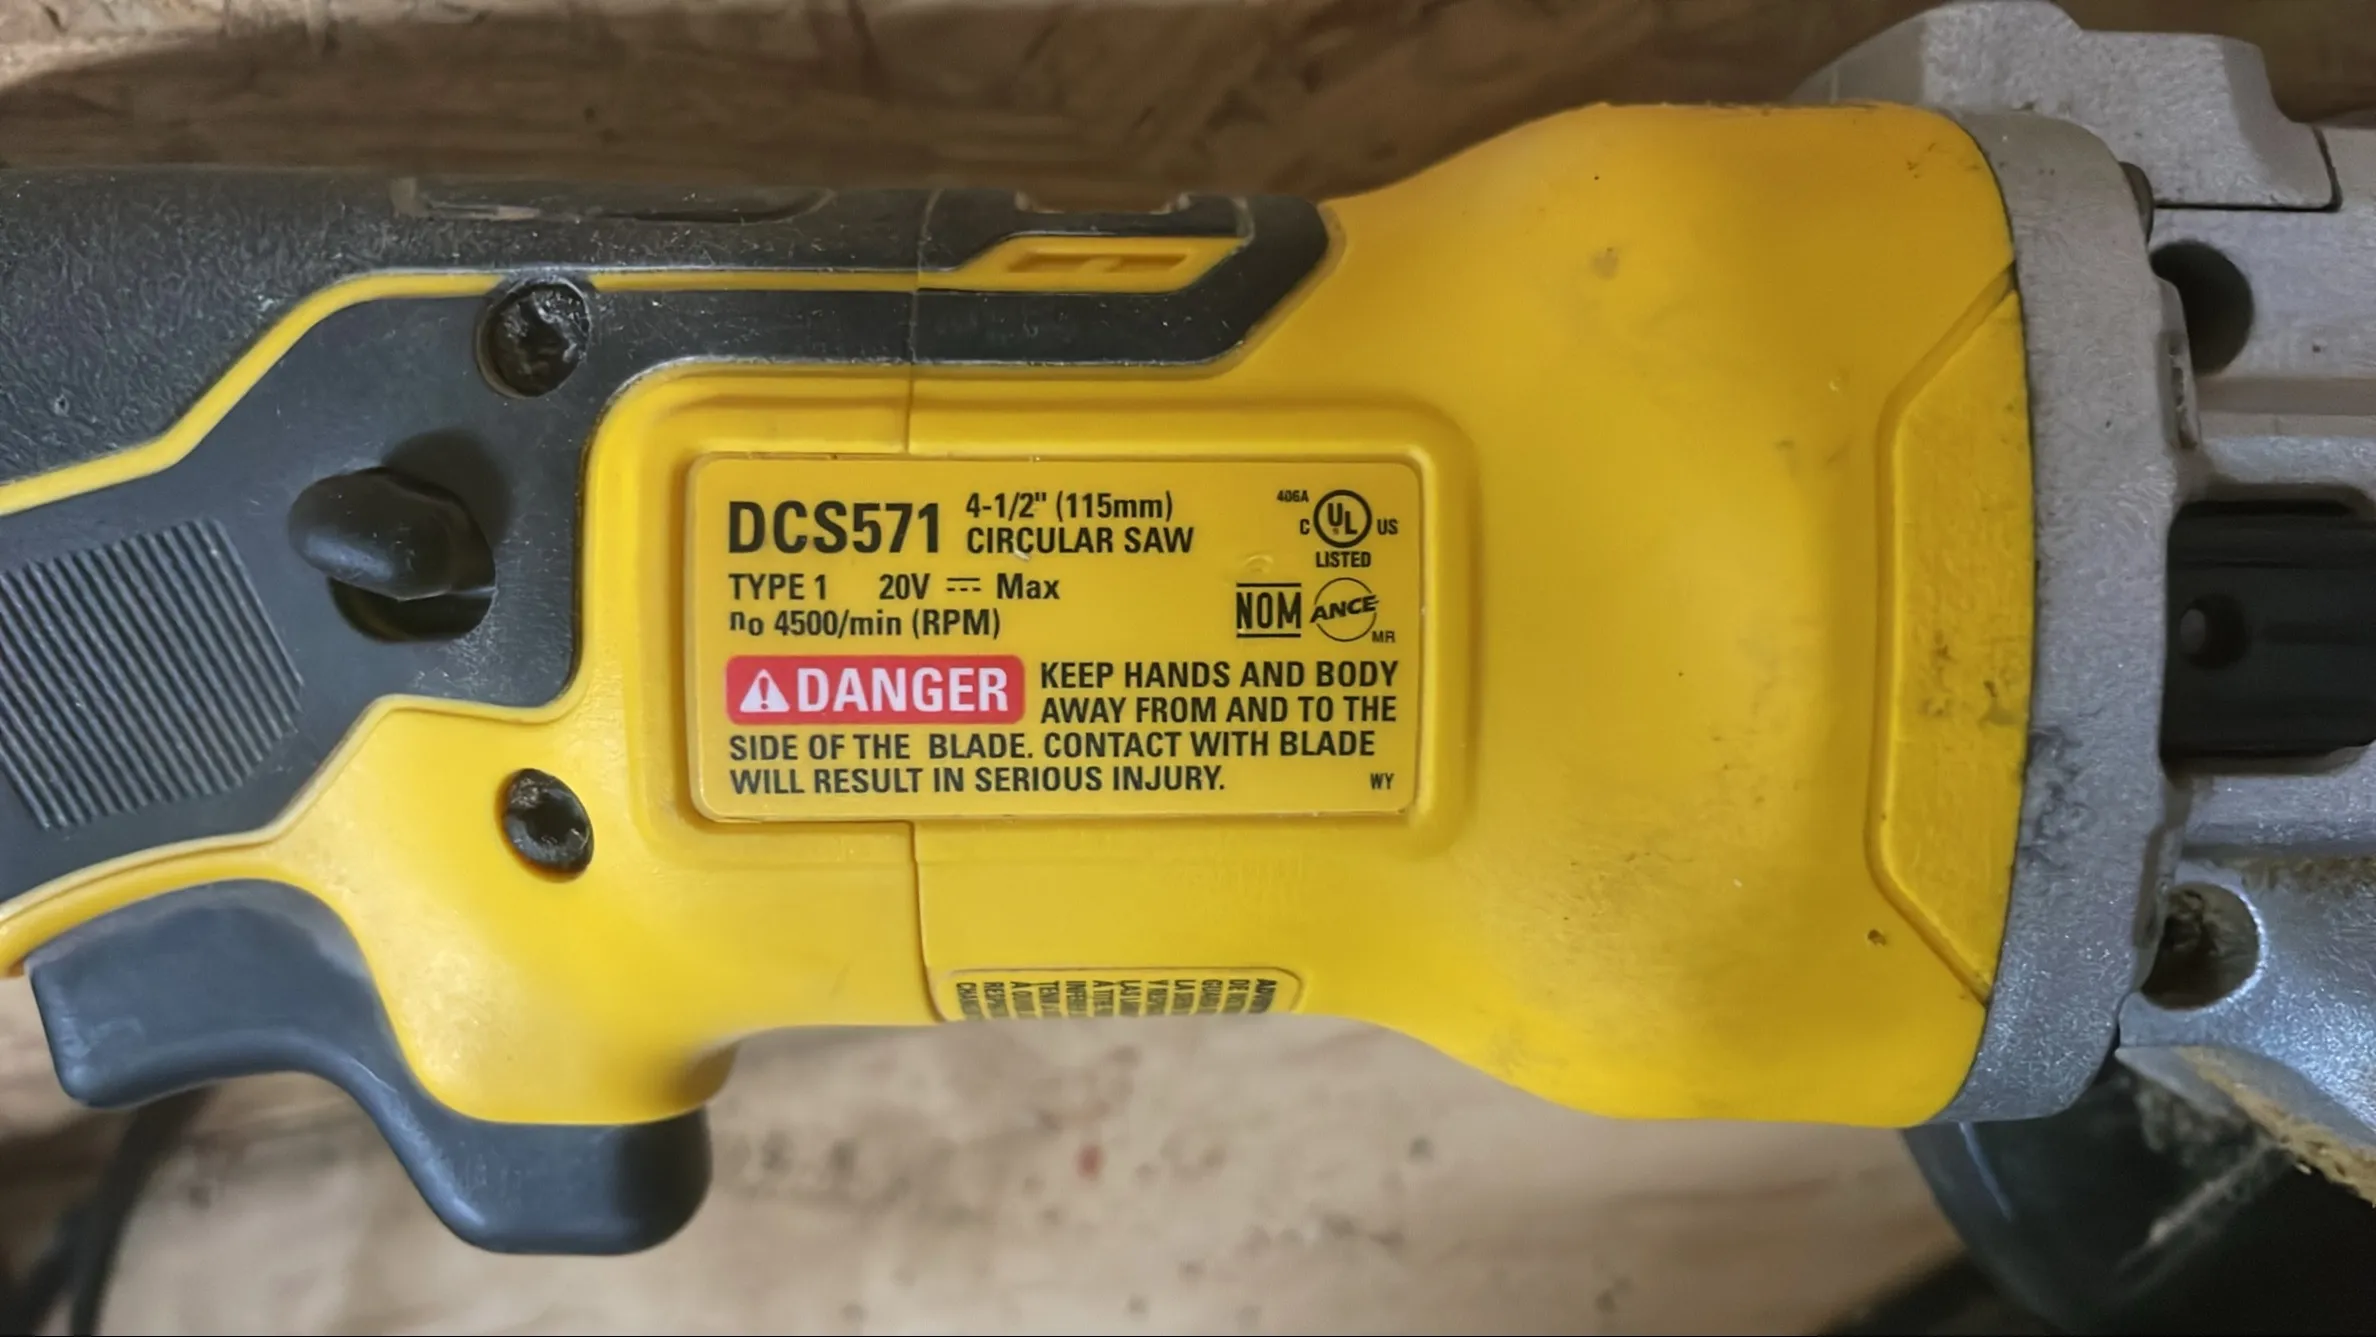 DCS571 4-1/2" (115mm)
CIRCULAR SAW
TYPE 1 20V ⎓ Max
no 4500/min (RPM)
406A
C UL US
LISTED
NOM ANCE MR
⚠DANGER KEEP HANDS AND BODY
AWAY FROM AND TO THE
SIDE OF THE BLADE. CONTACT WITH BLADE
WILL RESULT IN SERIOUS INJURY.
WY